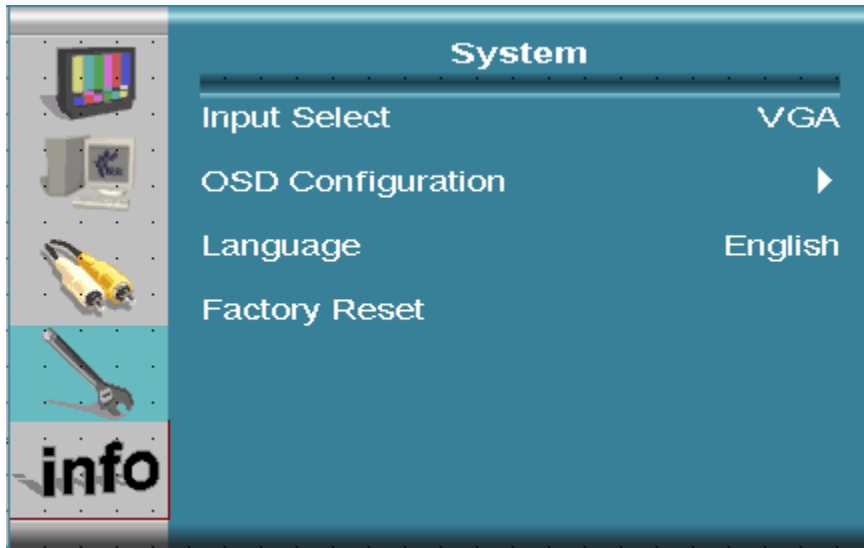 System
Input Select VGA
OSD Configuration
Language English
Factory Reset
info